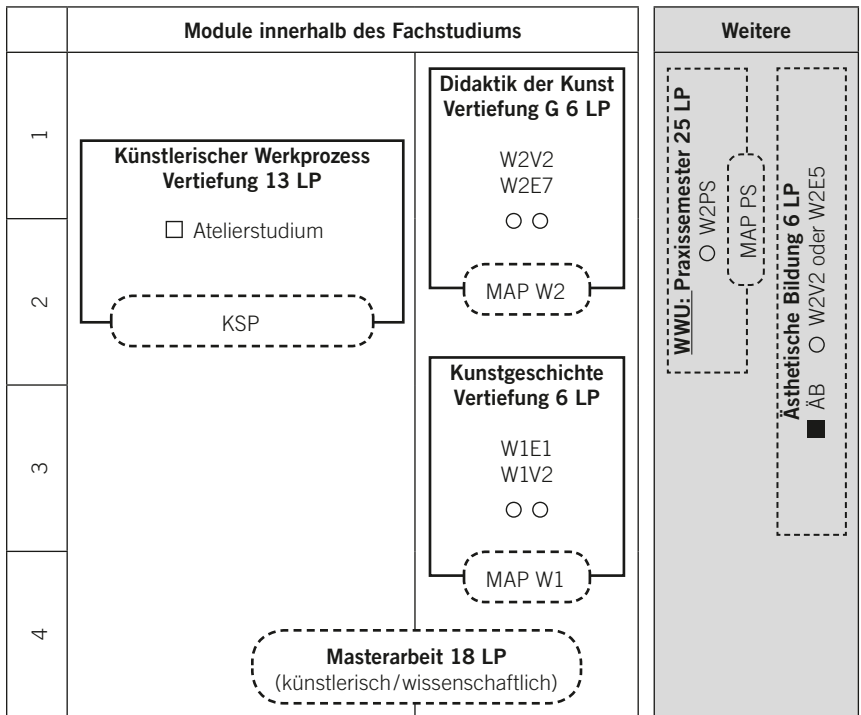 Module innerhalb des Fachstudiums
Weitere
1
2
3
4
Künstlerischer Werkprozess
Vertiefung 13 LP
Atelierstudium
KSP
Didaktik der Kunst
Vertiefung G 6 LP
W2V2
W2E7
MAP W2
Kunstgeschichte
Vertiefung 6 LP
W1E1
W1V2
MAP W1
Masterarbeit 18 LP
(künstlerisch/wissenschaftlich)
WWU: Praxissemester 25 LP
W2PS
MAP PS
Ästhetische Bildung 6 LP
ÄB W2V2 oder W2E5